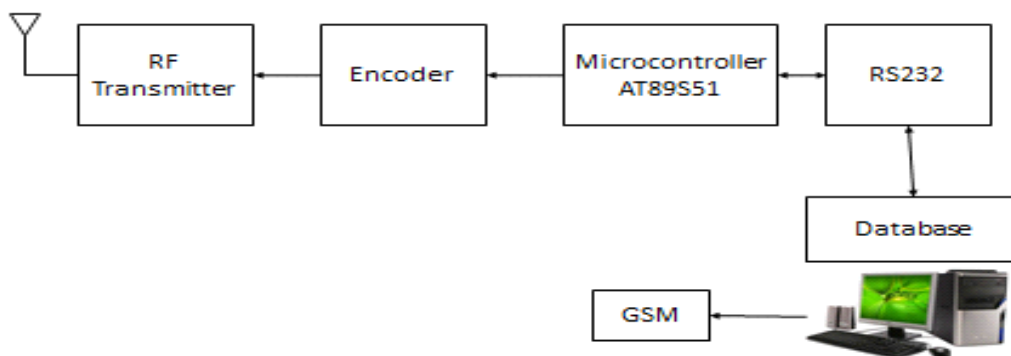 RF
Transmitter
Encoder
Microcontroller
AT89S51
RS232
Database
GSM